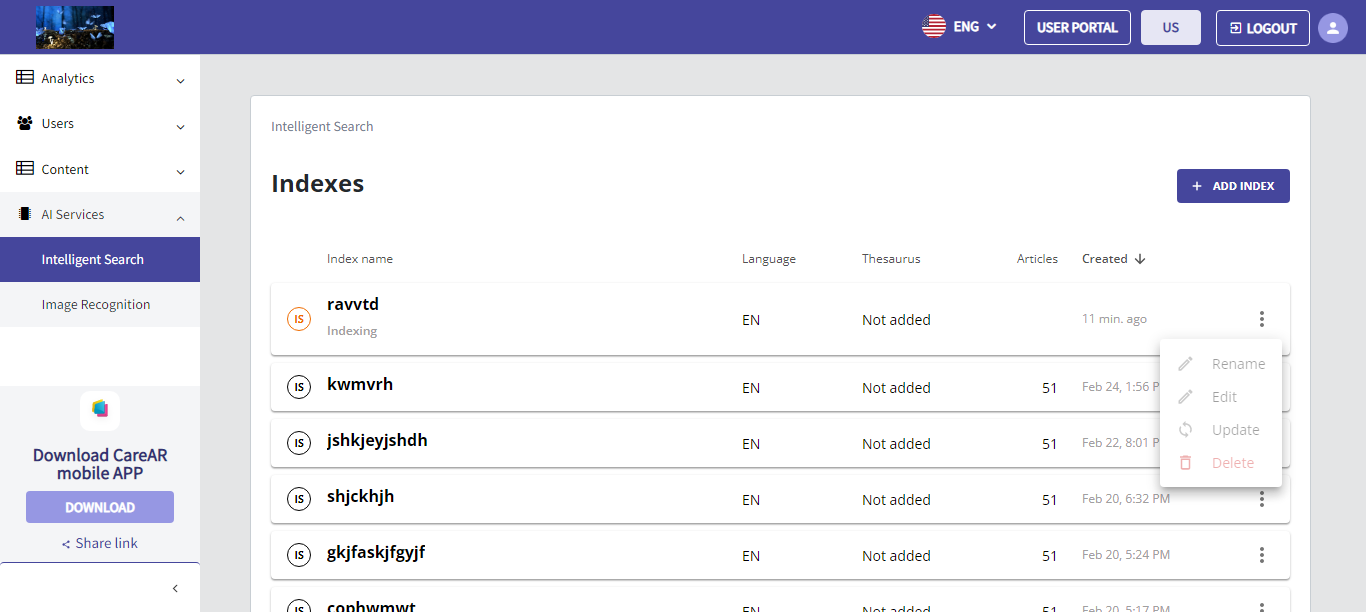 ENG
USER PORTAL
US
LOGOUT
Analytics
Users
Content
AI Services
Intelligent Search
Image Recognition
Download CareAR
mobile APP
DOWNLOAD
Share link
Intelligent Search
Indexes
+ ADD INDEX
Index name Language Thesaurus Articles Created ↓
IS ravvtd EN Not added 11 min. ago
Indexing
Rename
Edit
Update
Delete
IS kwmvrh EN Not added 51 Feb 24, 1:56 P
IS jshkjeyjshdh EN Not added 51 Feb 22, 8:01 P
IS shjckhjh EN Not added 51 Feb 20, 6:32 PM
IS gkjfaskjfgyjf EN Not added 51 Feb 20, 5:24 PM
IS cophwmwt EN Not added 51 Feb 20, 5:17 PM